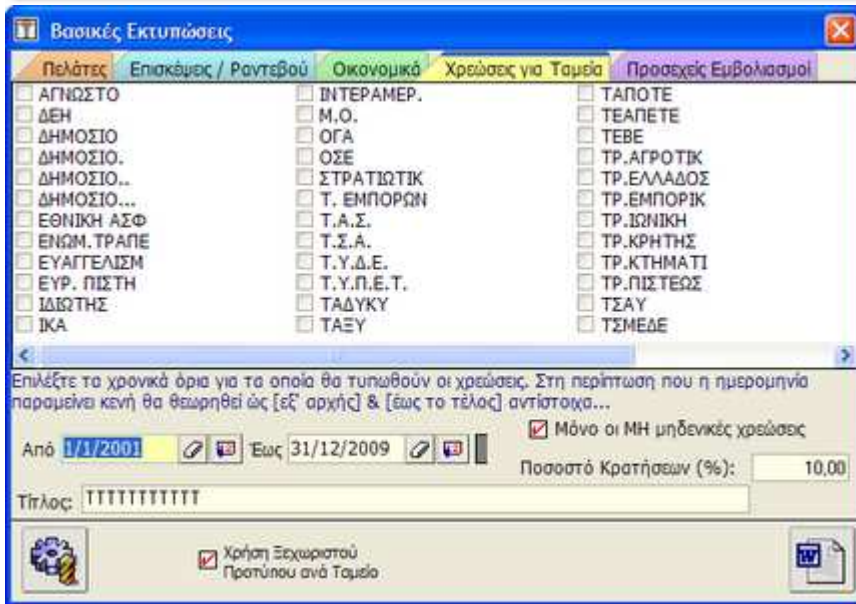 Βασικές Εκτυπώσεις
Πελάτες Επισκέψεις / Ραντεβού Οικονομικά Χρεώσεις για Ταμεία Προσεχείς Εμβολιασμοί
ΑΓΝΩΣΤΟ ΙΝΤΕΡΑΜΕΡ. ΤΑΠΟΤΕ
ΔΕΗ Μ.Ο. ΤΕΑΠΕΤΕ
ΔΗΜΟΣΙΟ ΟΓΑ ΤΕΒΕ
ΔΗΜΟΣΙΟ. ΟΣΕ ΤΡ.ΑΓΡΟΤΙΚ
ΔΗΜΟΣΙΟ.. ΣΤΡΑΤΙΩΤΙΚ ΤΡ.ΕΛΛΑΔΟΣ
ΔΗΜΟΣΙΟ... Τ. ΕΜΠΟΡΩΝ ΤΡ.ΕΜΠΟΡΙΚ
ΕΘΝΙΚΗ ΑΣΦ Τ.Α.Σ. ΤΡ.ΙΩΝΙΚΗ
ΕΝΩΜ.ΤΡΑΠΕ Τ.Σ.Α. ΤΡ.ΚΡΗΤΗΣ
ΕΥΑΓΓΕΛΙΣΜ Τ.Υ.Δ.Ε. ΤΡ.ΚΤΗΜΑΤΙ
ΕΥΡ. ΠΙΣΤΗ Τ.Υ.Π.Ε.Τ. ΤΡ.ΠΙΣΤΕΩΣ
ΙΔΙΩΤΗΣ ΤΑΔΥΚΥ ΤΣΑΥ
ΙΚΑ ΤΑΞΥ ΤΣΜΕΔΕ
Επιλέξτε τα χρονικά όρια για τα οποία θα τυπωθούν οι χρεώσεις. Στη περίπτωση που η ημερομηνία
παραμείνει κενή θα θεωρηθεί ώς [εξ' αρχής] & [έως το τέλος] αντίστοιχα...
Μόνο οι ΜΗ μηδενικές χρεώσεις
Από 1/1/2001 Έως 31/12/2009
Ποσοστό Κρατήσεων (%): 10,00
Τίτλος: ΤΤΤΤΤΤΤΤΤΤΤ
Χρήση Ξεχωριστού
Προτύπου ανά Ταμείο